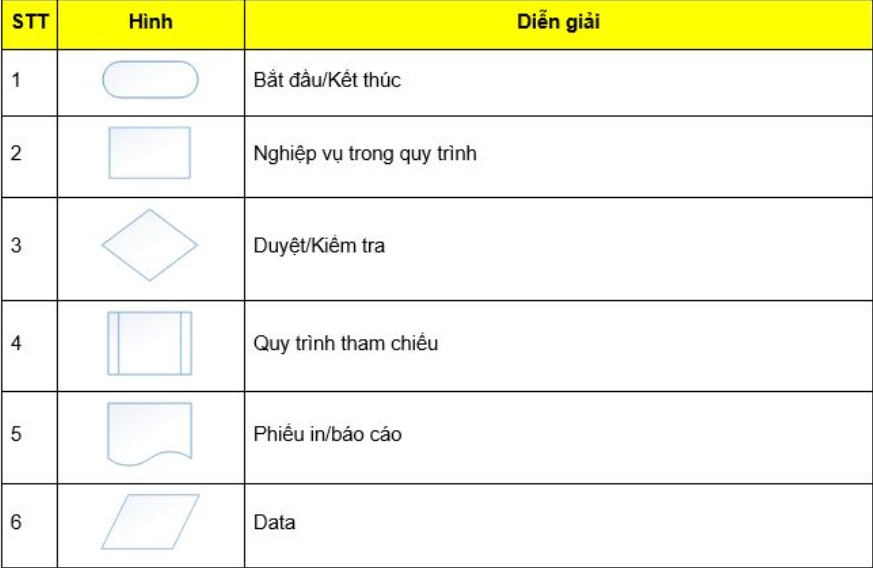 STT Hình Diễn giải
1 Bắt đầu/Kết thúc
2 Nghiệp vụ trong quy trình
3 Duyệt/Kiểm tra
4 Quy trình tham chiếu
5 Phiếu in/báo cáo
6 Data